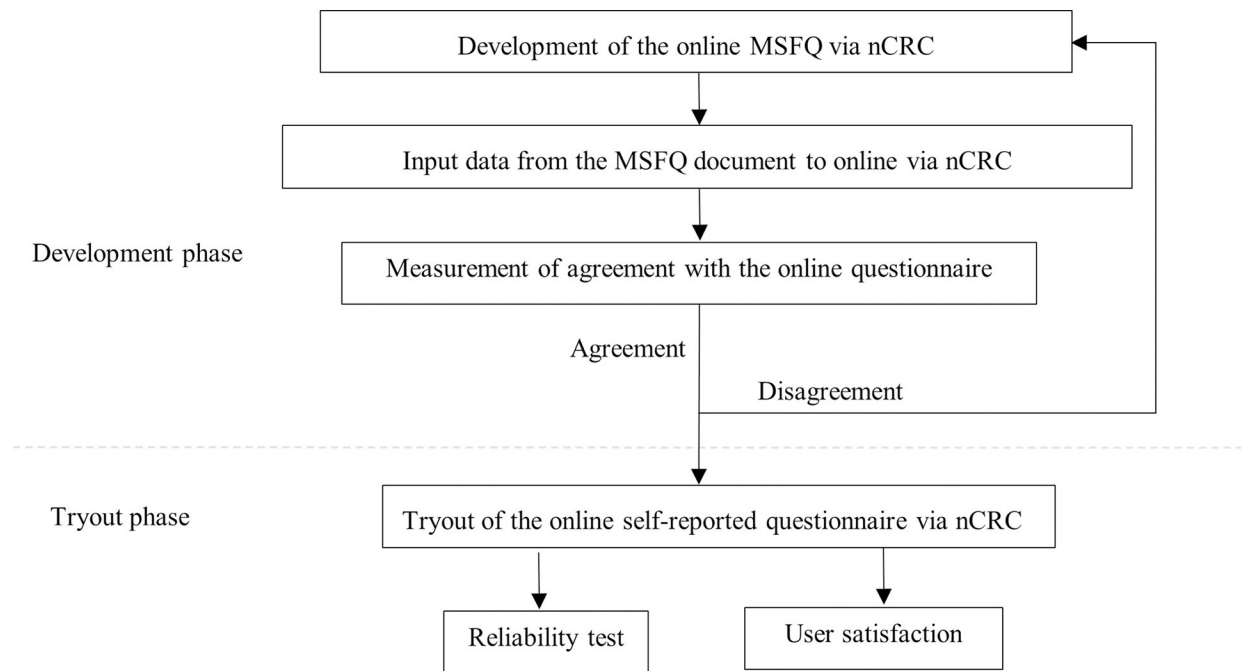 Development of the online MSFQ via nCRC
Input data from the MSFQ document to online via nCRC
Development phase
Measurement of agreement with the online questionnaire
Agreement
Disagreement
Tryout phase
Tryout of the online self-reported questionnaire via nCRC
Reliability test
User satisfaction